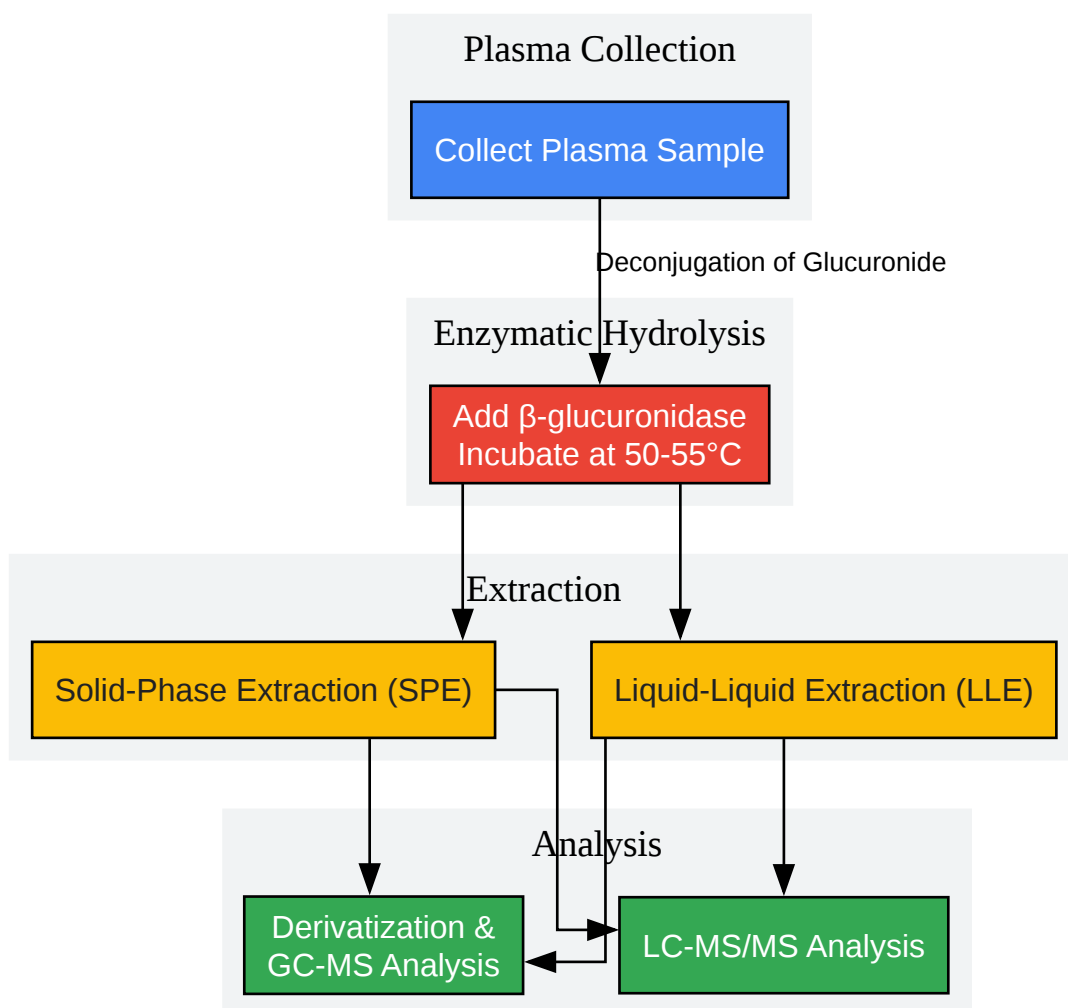 Plasma Collection
Collect Plasma Sample
Deconjugation of Glucuronide
Enzymatic Hydrolysis
Add β-glucuronidase
Incubate at 50-55°C
Extraction
Solid-Phase Extraction (SPE)
Liquid-Liquid Extraction (LLE)
Analysis
Derivatization &
GC-MS Analysis
LC-MS/MS Analysis